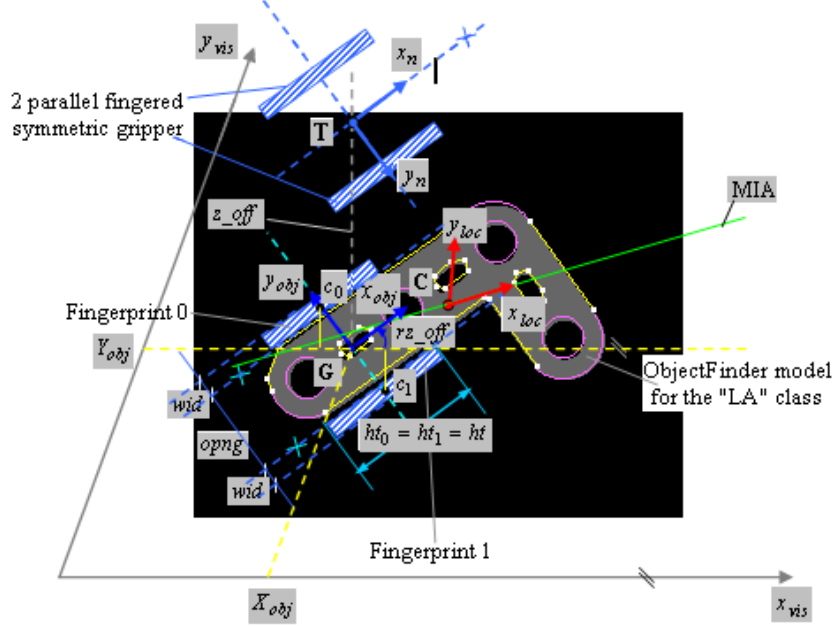 y_vis
x_n
2 parallel fingered
symmetric gripper
T
y_n
MIA
z_off
y_loc
y_obj
c_0
x_obj
C
Fingerprint 0
x_loc
rz_off
Y_obj
G
ObjectFinder model
for the "LA" class
wid
c_1
opng
ht_0 = ht_1 = ht
wid
Fingerprint 1
X_obj
x_vis